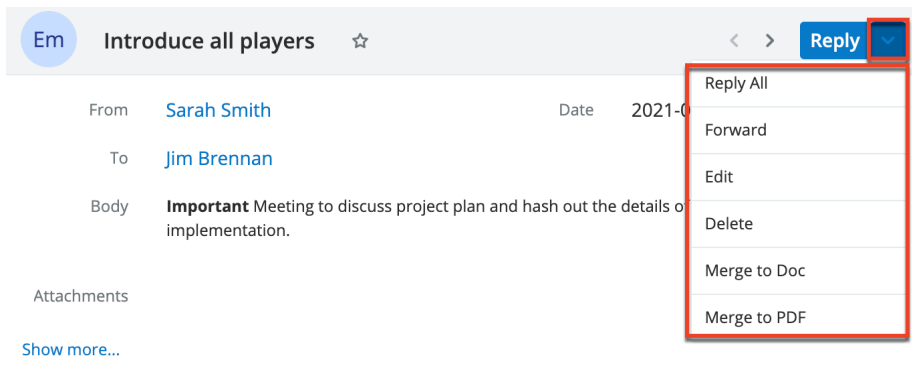 Em Introduce all players Reply
Reply All
From Sarah Smith Date 2021-0
Forward
To Jim Brennan
Edit
Body Important Meeting to discuss project plan and hash out the details of
implementation.
Delete
Merge to Doc
Attachments
Merge to PDF
Show more...